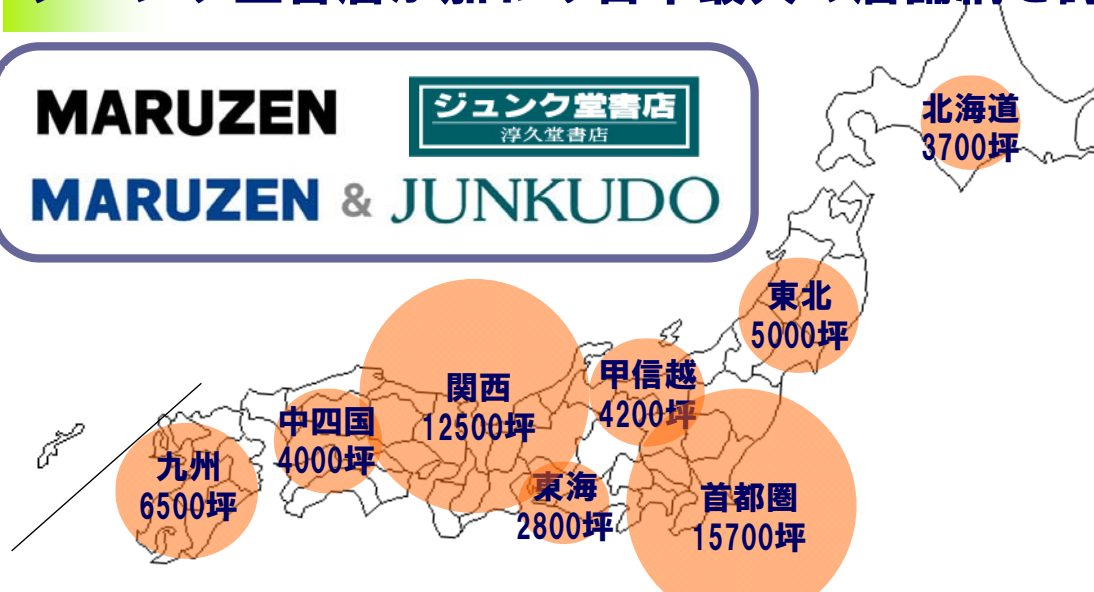 MARUZEN
ジュンク堂書店
淳久堂書店
MARUZEN & JUNKUDO
北海道
3700坪
東北
5000坪
甲信越
4200坪
関西
12500坪
中四国
4000坪
九州
6500坪
東海
2800坪
首都圏
15700坪